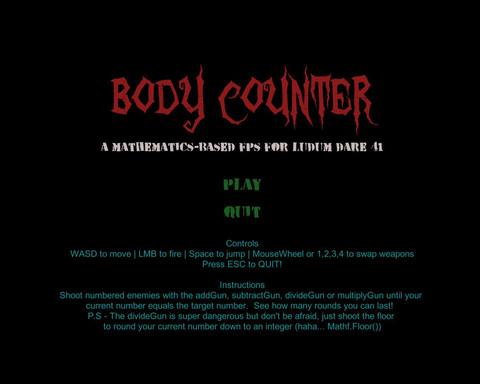 BODY COUNTER
A MATHEMATICS-BASED FPS FOR LUDUM DARE 41
PLAY
QUIT
Controls
WASD to move | LMB to fire | Space to jump | MouseWheel or 1,2,3,4 to swap weapons
Press ESC to QUIT!
Instructions
Shoot numbered enemies with the addGun, subtractGun, divideGun or multiplyGun until your
current number equals the target number.  See how many rounds you can last!
P.S - The divideGun is super dangerous but don't be afraid, just shoot the floor
to round your current number down to an integer (haha... Mathf.Floor())